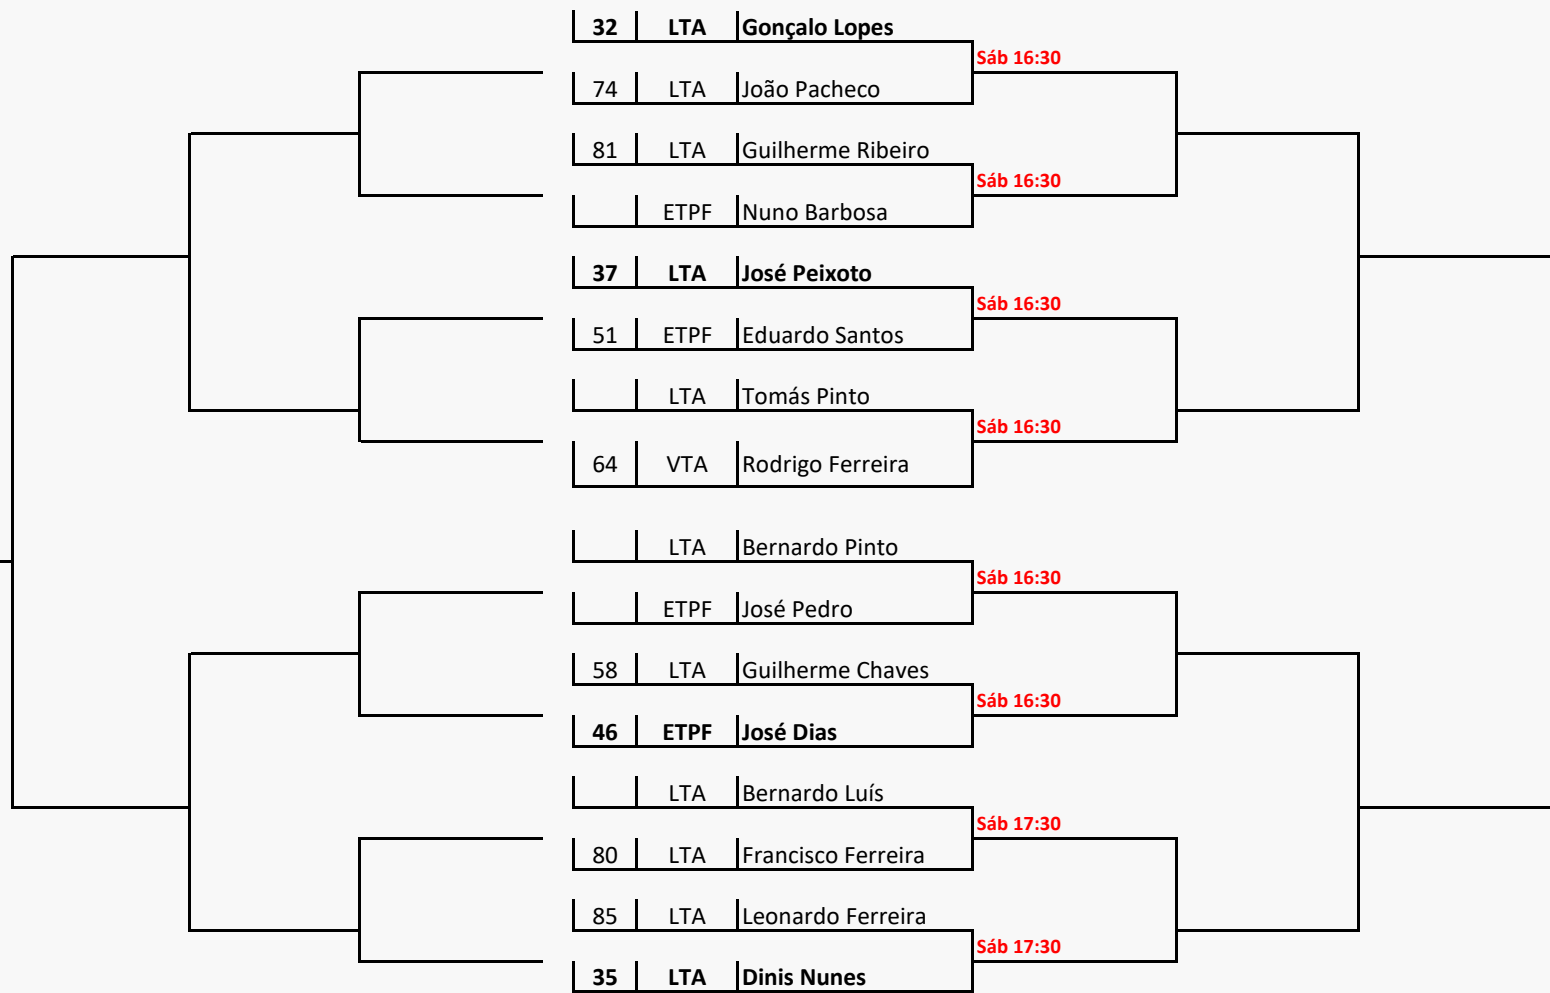 32 LTA Gonçalo Lopes
Sáb 16:30
74 LTA João Pacheco
81 LTA Guilherme Ribeiro
Sáb 16:30
ETPF Nuno Barbosa
37 LTA José Peixoto
Sáb 16:30
51 ETPF Eduardo Santos
LTA Tomás Pinto
Sáb 16:30
64 VTA Rodrigo Ferreira
LTA Bernardo Pinto
Sáb 16:30
ETPF José Pedro
58 LTA Guilherme Chaves
Sáb 16:30
46 ETPF José Dias
LTA Bernardo Luís
Sáb 17:30
80 LTA Francisco Ferreira
85 LTA Leonardo Ferreira
Sáb 17:30
35 LTA Dinis Nunes